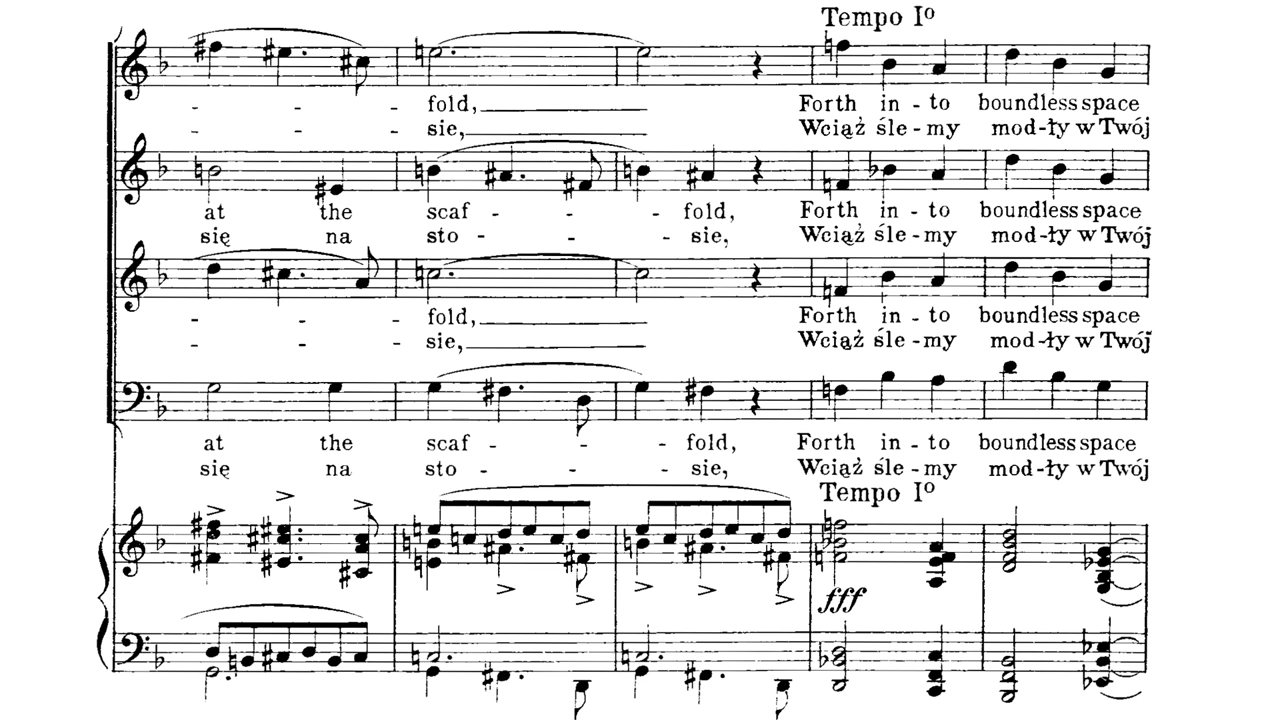 Tempo Iº
- - - fold, Forth in - to boundless space
- - - sie, Wciąż śle - my mod - ły w Twój
at the scaf - - - fold, Forth in - to boundless space
się na sto - - - sie, Wciąż śle - my mod - ły w Twój
- - - fold, Forth in - to boundless space
- - - sie, Wciąż śle - my mod - ły w Twój
at the scaf - - - fold, Forth in - to boundless space
się na sto - - - sie, Wciąż śle - my mod - ły w Twój
Tempo Iº
fff